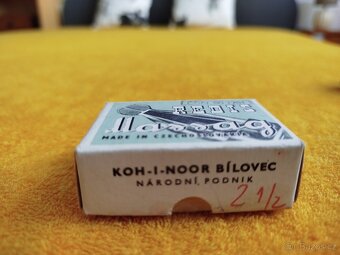 MADE IN CZECHOSLOVAKIA
KOH-I-NOOR BÍLOVEC
NÁRODNÍ, PODNIK
2 1/2